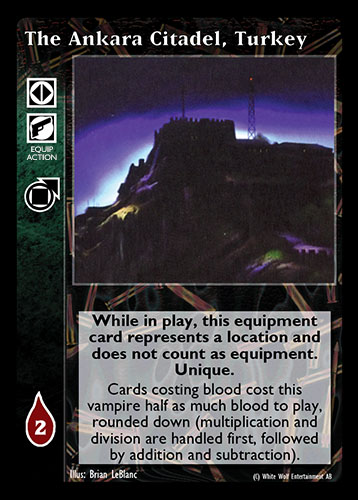 The Ankara Citadel, Turkey
EQUIP
ACTION
While in play, this equipment
card represents a location and
does not count as equipment.
Unique.
Cards costing blood cost this
vampire half as much blood to play,
rounded down (multiplication and
division are handled first, followed
by addition and subtraction).
2
Illus: Brian LeBlanc (C) White Wolf Entertainment AB